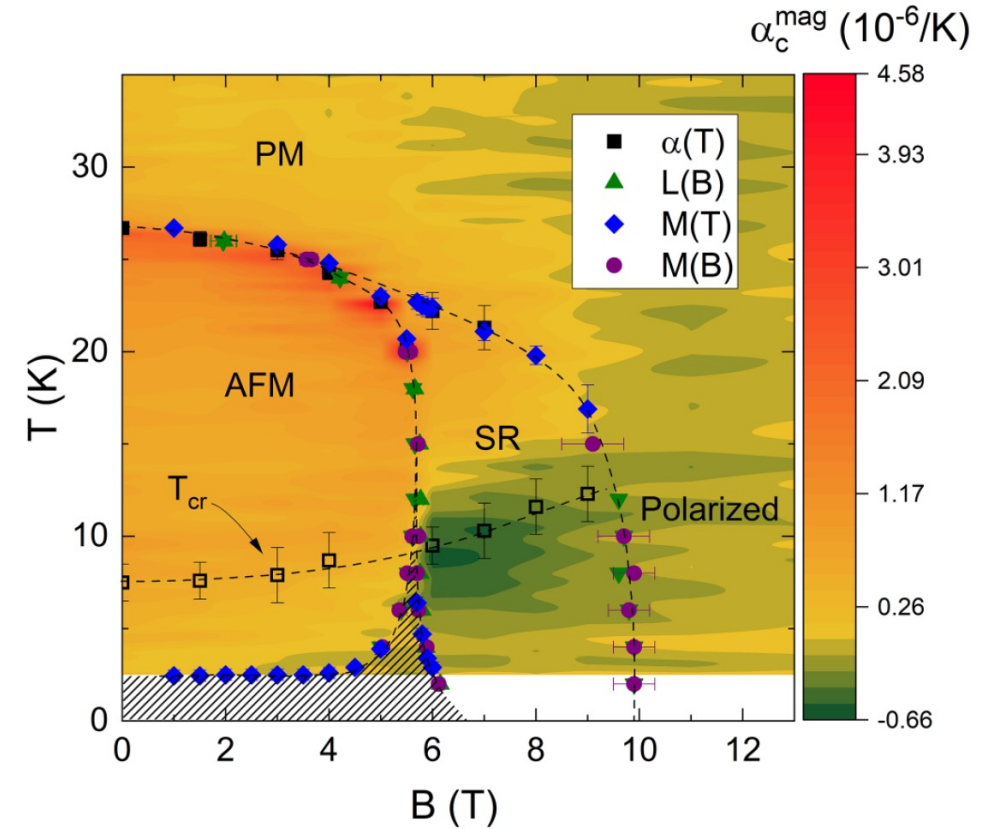 α_c^mag (10^-6/K)
4.58
3.93
3.01
2.09
1.17
0.26
-0.66
α(T)
L(B)
M(T)
M(B)
PM
AFM
SR
Polarized
T_cr
T (K)
30
20
10
0
0 2 4 6 8 10 12
B (T)